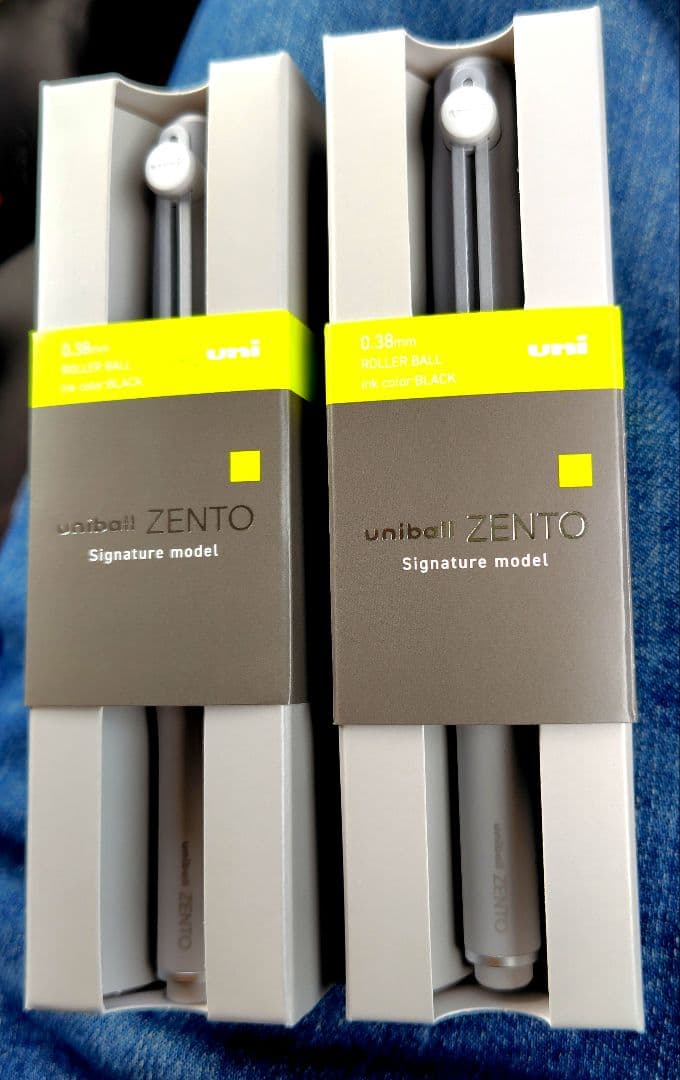 0.38mm
ROLLER BALL
ink color:BLACK
uni
uniball ZENTO
Signature model
uniball ZENTO
0.38mm
ROLLER BALL
ink color:BLACK
uni
uniball ZENTO
Signature model
uniball ZENTO